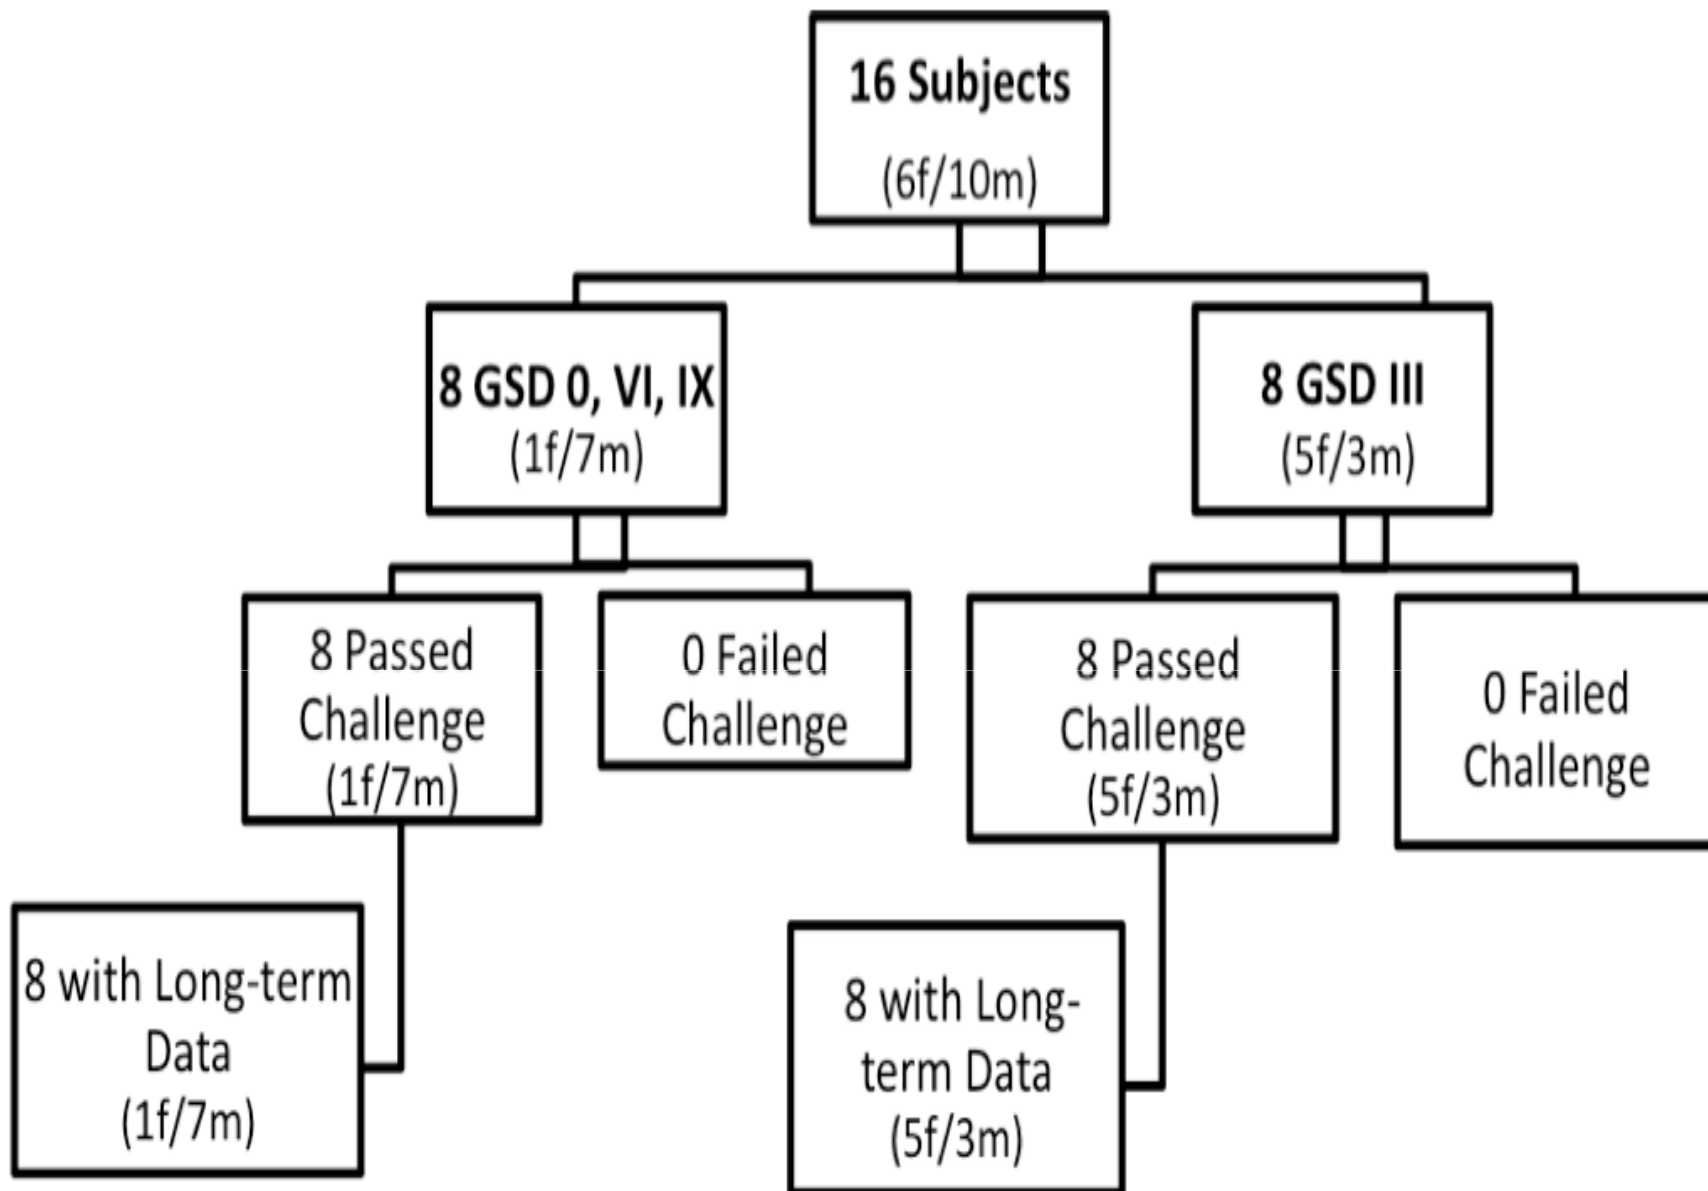 16 Subjects
(6f/10m)
8 GSD 0, VI, IX
(1f/7m)
8 GSD III
(5f/3m)
8 Passed
Challenge
(1f/7m)
0 Failed
Challenge
8 Passed
Challenge
(5f/3m)
0 Failed
Challenge
8 with Long-term
Data
(1f/7m)
8 with Long-
term Data
(5f/3m)